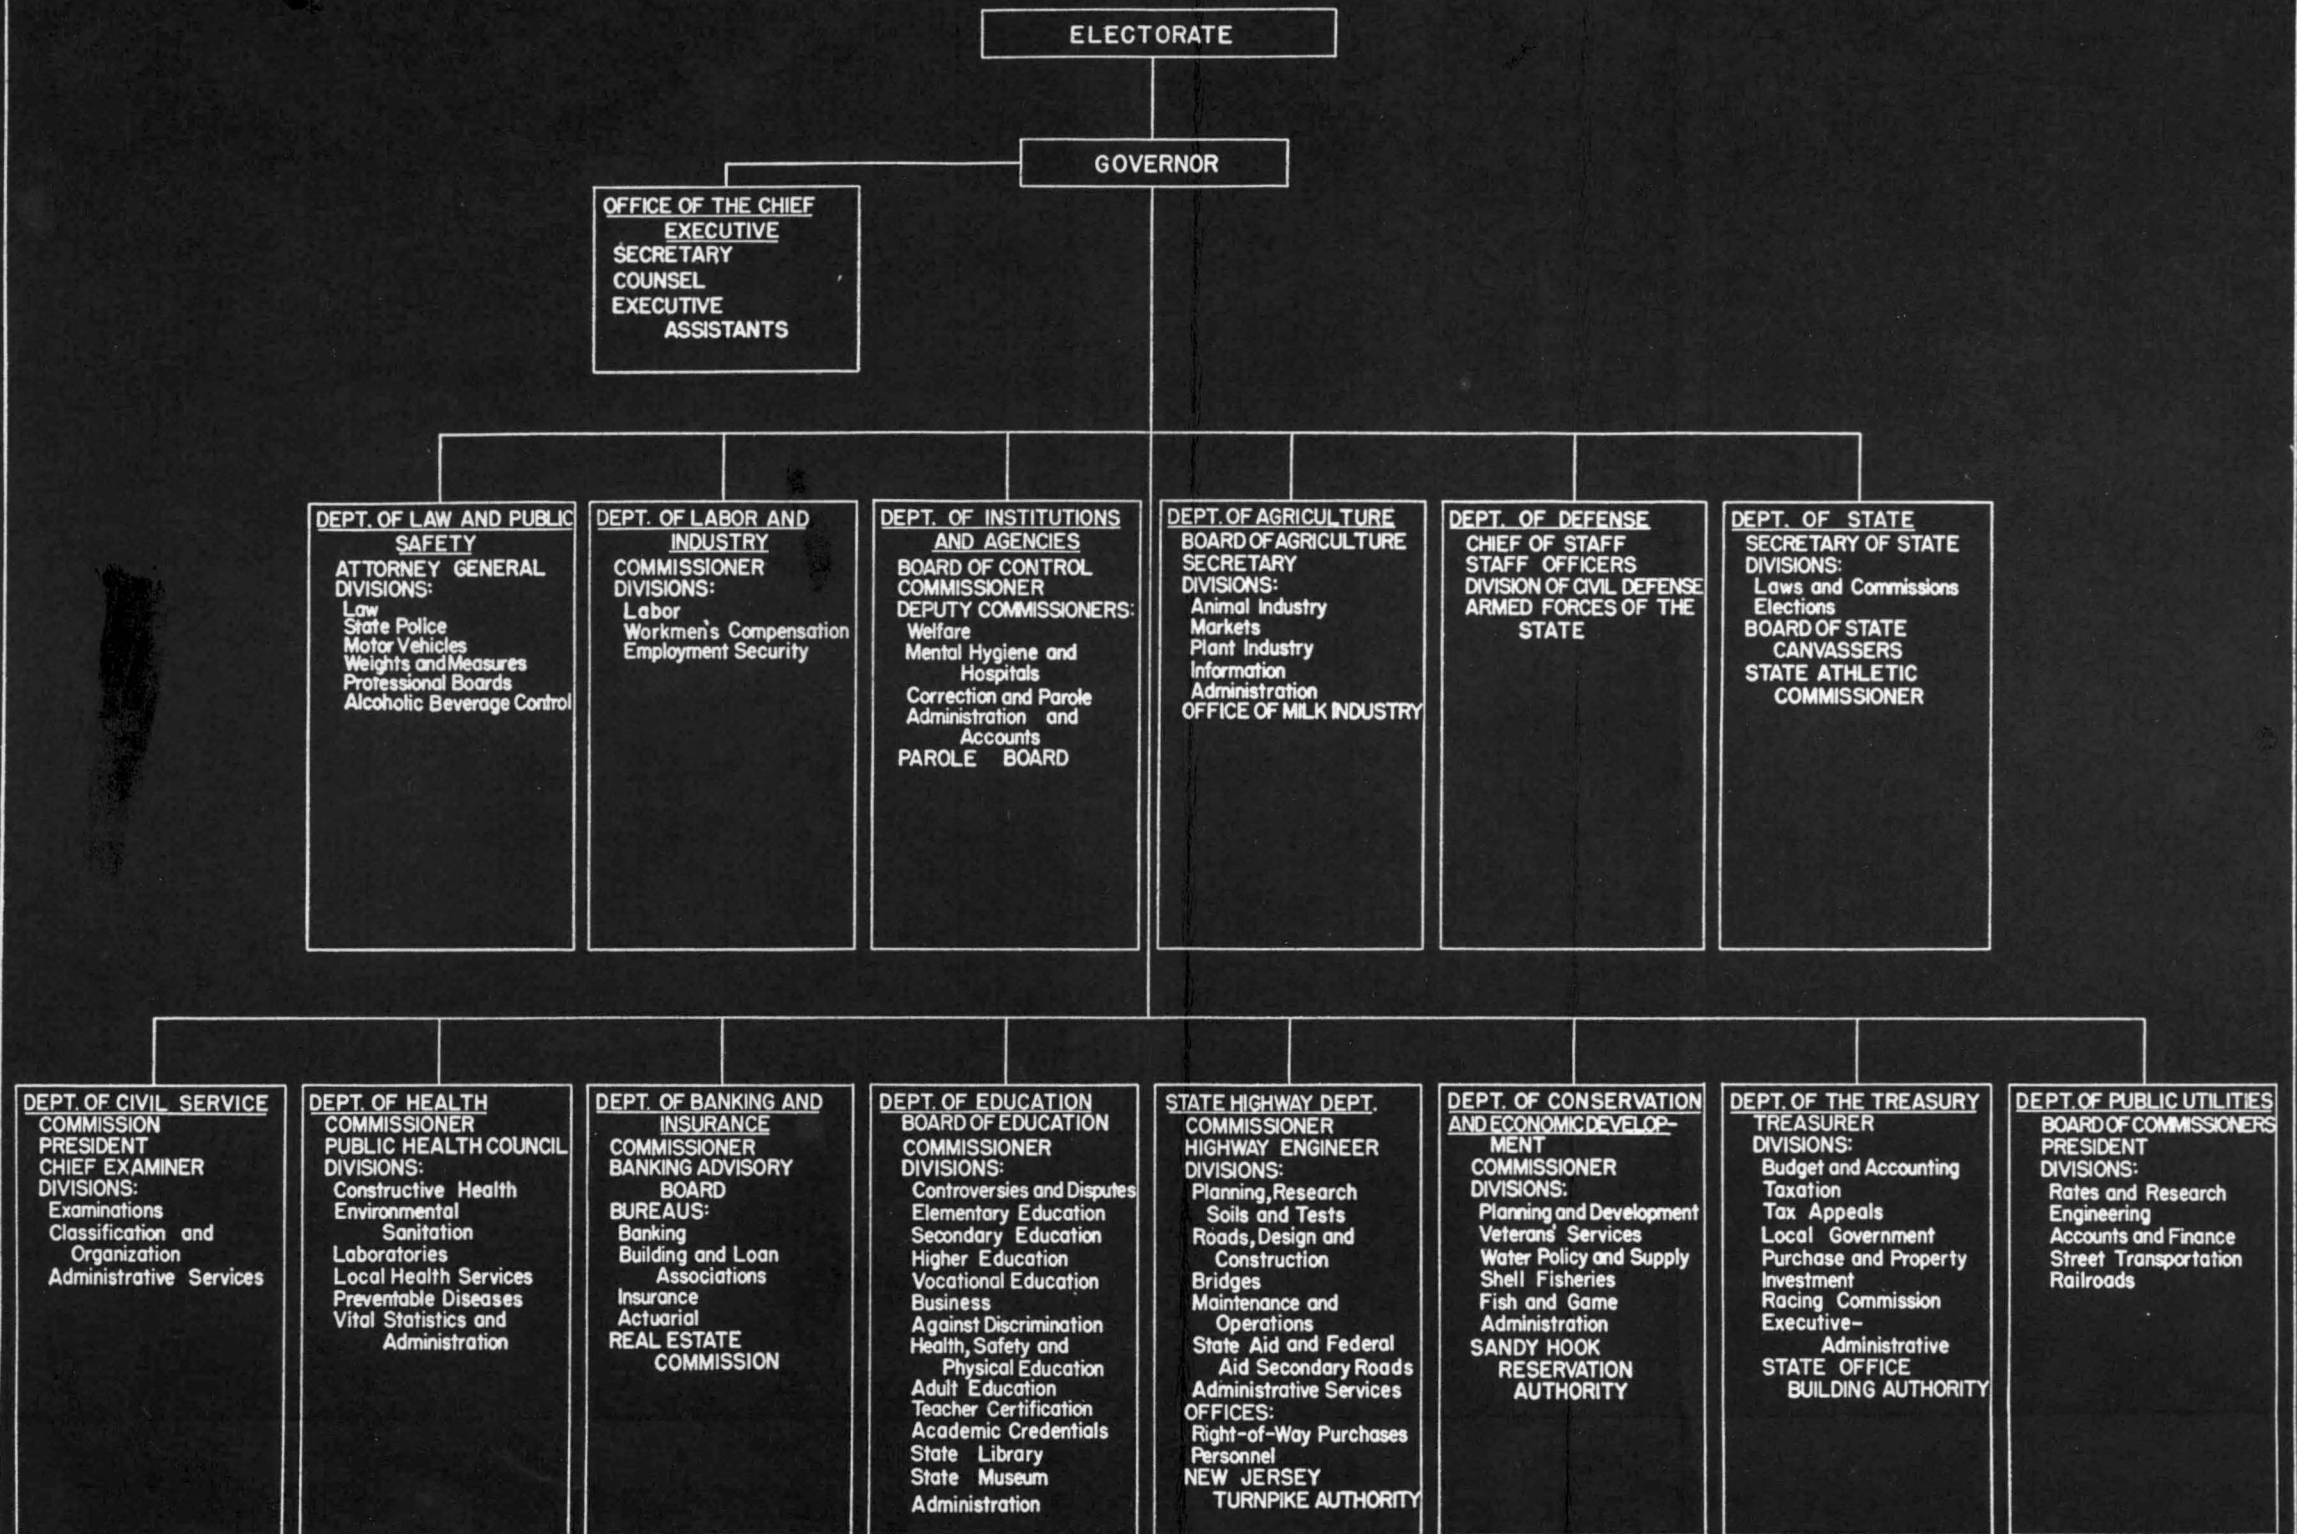 ELECTORATE
GOVERNOR
OFFICE OF THE CHIEF
EXECUTIVE
SECRETARY
COUNSEL
EXECUTIVE
ASSISTANTS
DEPT. OF LAW AND PUBLIC
SAFETY
ATTORNEY GENERAL
DIVISIONS:
Law
State Police
Motor Vehicles
Weights and Measures
Professional Boards
Alcoholic Beverage Control
DEPT. OF LABOR AND
INDUSTRY
COMMISSIONER
DIVISIONS:
Labor
Workmen's Compensation
Employment Security
DEPT. OF INSTITUTIONS
AND AGENCIES
BOARD OF CONTROL
COMMISSIONER
DEPUTY COMMISSIONERS:
Welfare
Mental Hygiene and
Hospitals
Correction and Parole
Administration and
Accounts
PAROLE BOARD
DEPT. OF AGRICULTURE
BOARD OF AGRICULTURE
SECRETARY
DIVISIONS:
Animal Industry
Markets
Plant Industry
Information
Administration
OFFICE OF MILK INDUSTRY
DEPT. OF DEFENSE
CHIEF OF STAFF
STAFF OFFICERS
DIVISION OF CIVIL DEFENSE
ARMED FORCES OF THE
STATE
DEPT. OF STATE
SECRETARY OF STATE
DIVISIONS:
Laws and Commissions
Elections
BOARD OF STATE
CANVASSERS
STATE ATHLETIC
COMMISSIONER
DEPT. OF CIVIL SERVICE
COMMISSION
PRESIDENT
CHIEF EXAMINER
DIVISIONS:
Examinations
Classification and
Organization
Administrative Services
DEPT. OF HEALTH
COMMISSIONER
PUBLIC HEALTH COUNCIL
DIVISIONS:
Constructive Health
Environmental
Sanitation
Laboratories
Local Health Services
Preventable Diseases
Vital Statistics and
Administration
DEPT. OF BANKING AND
INSURANCE
COMMISSIONER
BANKING ADVISORY
BOARD
BUREAUS:
Banking
Building and Loan
Associations
Insurance
Actuarial
REAL ESTATE
COMMISSION
DEPT. OF EDUCATION
BOARD OF EDUCATION
COMMISSIONER
DIVISIONS:
Controversies and Disputes
Elementary Education
Secondary Education
Higher Education
Vocational Education
Business
Against Discrimination
Health, Safety and
Physical Education
Adult Education
Teacher Certification
Academic Credentials
State Library
State Museum
Administration
STATE HIGHWAY DEPT.
COMMISSIONER
HIGHWAY ENGINEER
DIVISIONS:
Planning, Research
Soils and Tests
Roads, Design and
Construction
Bridges
Maintenance and
Operations
State Aid and Federal
Aid Secondary Roads
Administrative Services
OFFICES:
Right-of-Way Purchases
Personnel
NEW JERSEY
TURNPIKE AUTHORITY
DEPT. OF CONSERVATION
AND ECONOMIC DEVELOP-
MENT
COMMISSIONER
DIVISIONS:
Planning and Development
Veterans' Services
Water Policy and Supply
Shell Fisheries
Fish and Game
Administration
SANDY HOOK
RESERVATION
AUTHORITY
DEPT. OF THE TREASURY
TREASURER
DIVISIONS:
Budget and Accounting
Taxation
Tax Appeals
Local Government
Purchase and Property
Investment
Racing Commission
Executive-
Administrative
STATE OFFICE
BUILDING AUTHORITY
DEPT. OF PUBLIC UTILITIES
BOARD OF COMMISSIONERS
PRESIDENT
DIVISIONS:
Rates and Research
Engineering
Accounts and Finance
Street Transportation
Railroads